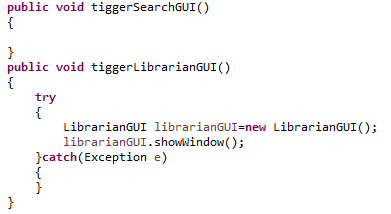 public void tiggerSearchGUI()
{
}
public void tiggerLibrarianGUI()
{
try
{
LibrarianGUI librarianGUI=new LibrarianGUI();
librarianGUI.showWindow();
}catch(Exception e)
{
}
}